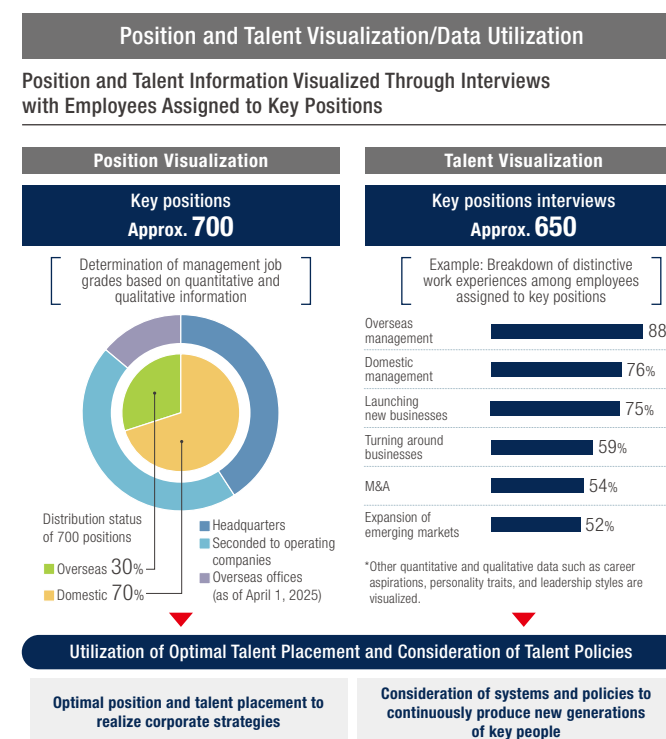 Position and Talent Visualization/Data Utilization
Position and Talent Information Visualized Through Interviews
with Employees Assigned to Key Positions
Position Visualization
Key positions
Approx. 700
Determination of management job
grades based on quantitative and
qualitative information
Distribution status
of 700 positions
Overseas 30%
Domestic 70%
Headquarters
Seconded to operating
companies
Overseas offices
(as of April 1, 2025)
Talent Visualization
Key positions interviews
Approx. 650
Example: Breakdown of distinctive
work experiences among employees
assigned to key positions
Overseas
management
88
Domestic
management
76%
Launching
new businesses
75%
Turning around
businesses
59%
M&A
54%
Expansion of
emerging markets
52%
*Other quantitative and qualitative data such as career
aspirations, personality traits, and leadership styles are
visualized.
Utilization of Optimal Talent Placement and Consideration of Talent Policies
Optimal position and talent placement to
realize corporate strategies
Consideration of systems and policies to
continuously produce new generations
of key people